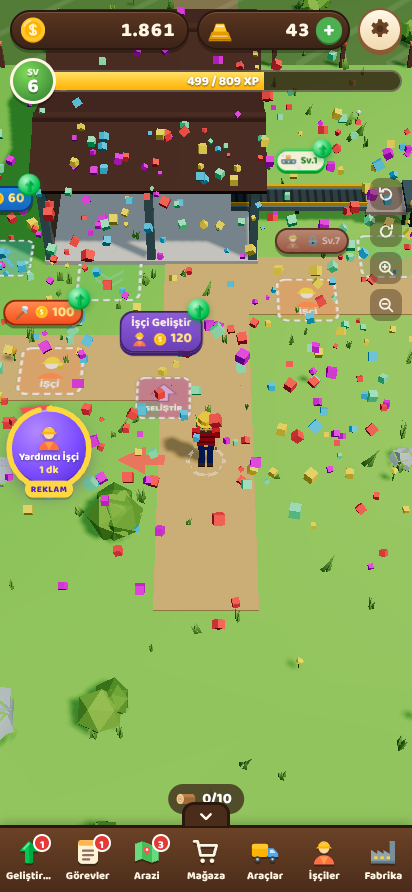 $ 1.861
43 +
SV
6
499 / 809 XP
Sv.1
60
Sv.7
$ 100
İşçi Geliştir
$ 120
İŞÇİ
İŞÇİ
GELİŞTİR
Yardımcı İşçi
1 dk
REKLAM
0/10
1
1
3
Geliştir...
Görevler
Arazi
Mağaza
Araçlar
İşçiler
Fabrika